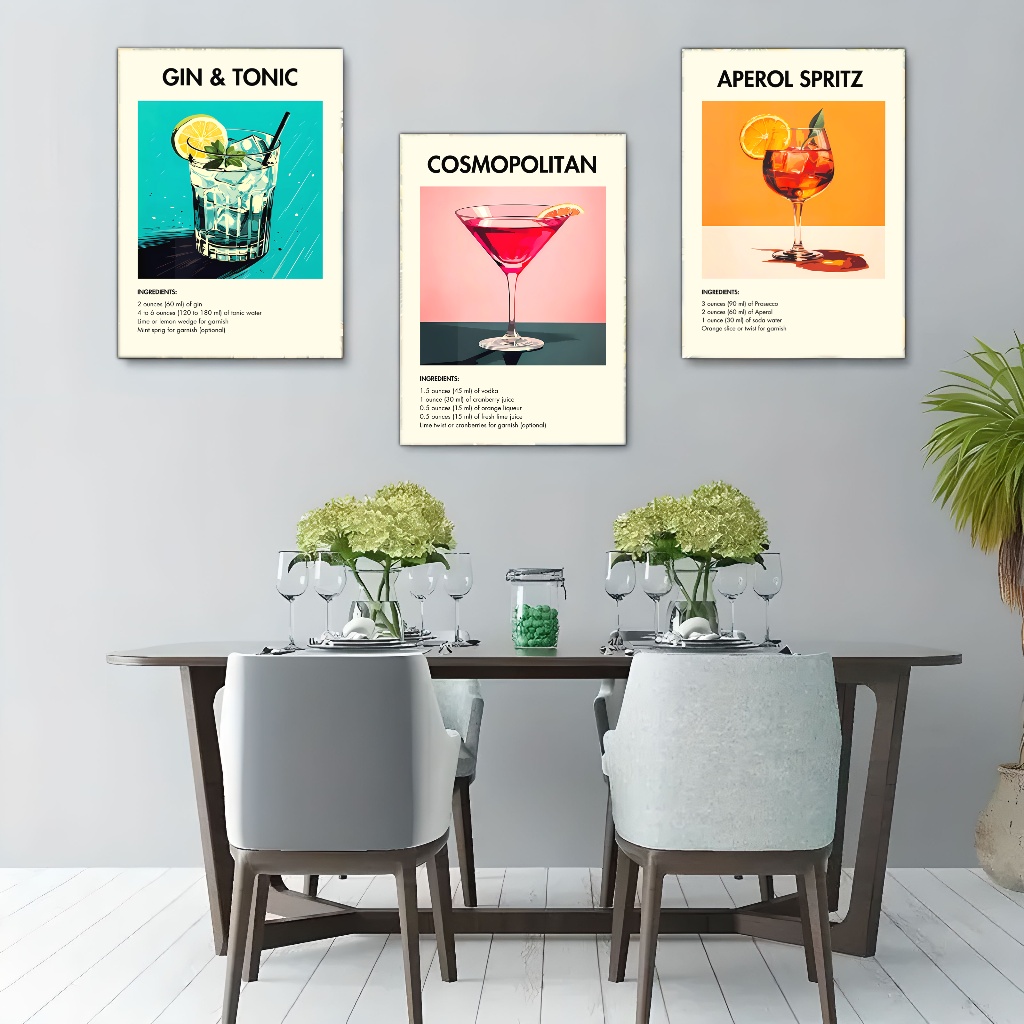 GIN & TONIC
INGREDIENTS:
2 ounces (60 ml) of gin
4 to 6 ounces (120 to 180 ml) of tonic water
Lime or lemon wedge for garnish
Mint sprig for garnish (optional)
COSMOPOLITAN
INGREDIENTS:
1.5 ounces (45 ml) of vodka
1 ounce (30 ml) of cranberry juice
0.5 ounces (15 ml) of orange liqueur
0.5 ounces (15 ml) of fresh lime juice
Lime twist or cranberries for garnish (optional)
APEROL SPRITZ
INGREDIENTS:
3 ounces (90 ml) of Prosecco
2 ounces (60 ml) of Aperol
1 ounce (30 ml) of soda water
Orange slice or twist for garnish